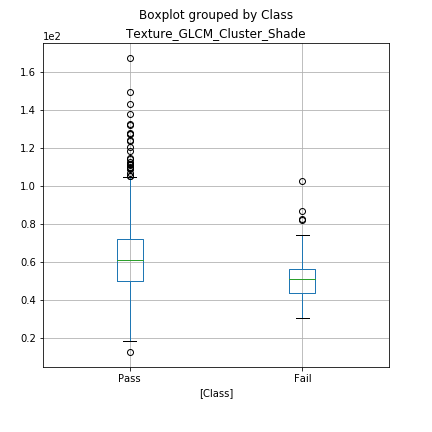 Boxplot grouped by Class
Texture_GLCM_Cluster_Shade
1e2
1.6
1.4
1.2
1.0
0.8
0.6
0.4
0.2
Pass Fail
[Class]